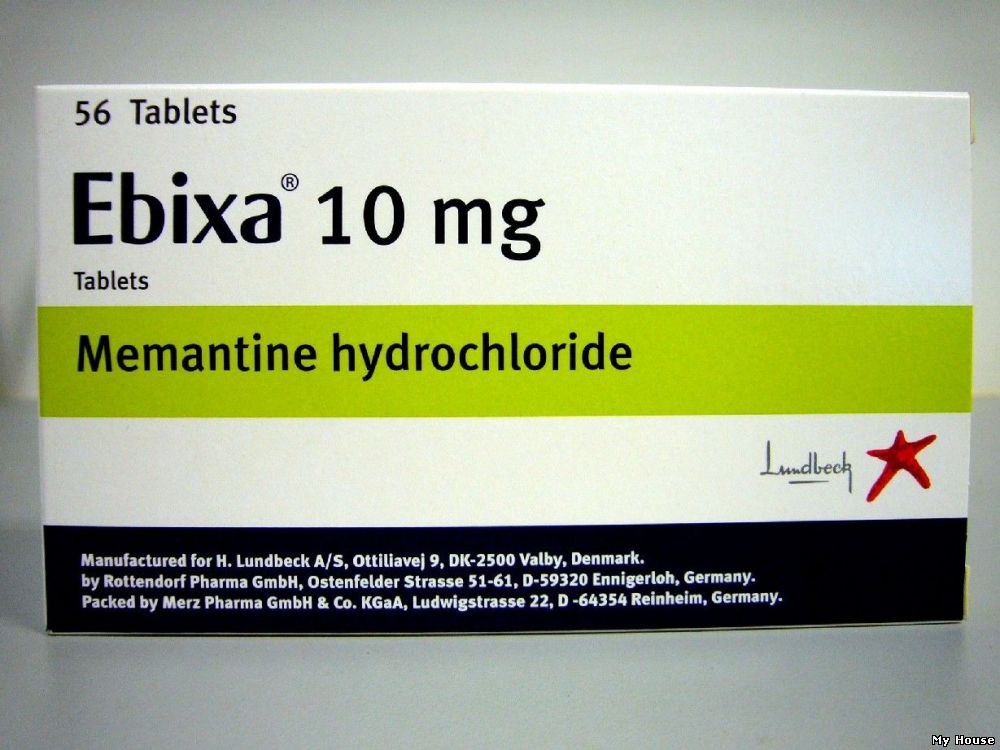 56 Tablets
Ebixa® 10 mg
Tablets
Memantine hydrochloride
Lundbeck
Manufactured for H. Lundbeck A/S, Ottiliavej 9, DK-2500 Valby, Denmark.
by Rottendorf Pharma GmbH, Ostenfelder Strasse 51-61, D-59320 Ennigerloh, Germany.
Packed by Merz Pharma GmbH & Co. KGaA, Ludwigstrasse 22, D -64354 Reinheim, Germany.
My House